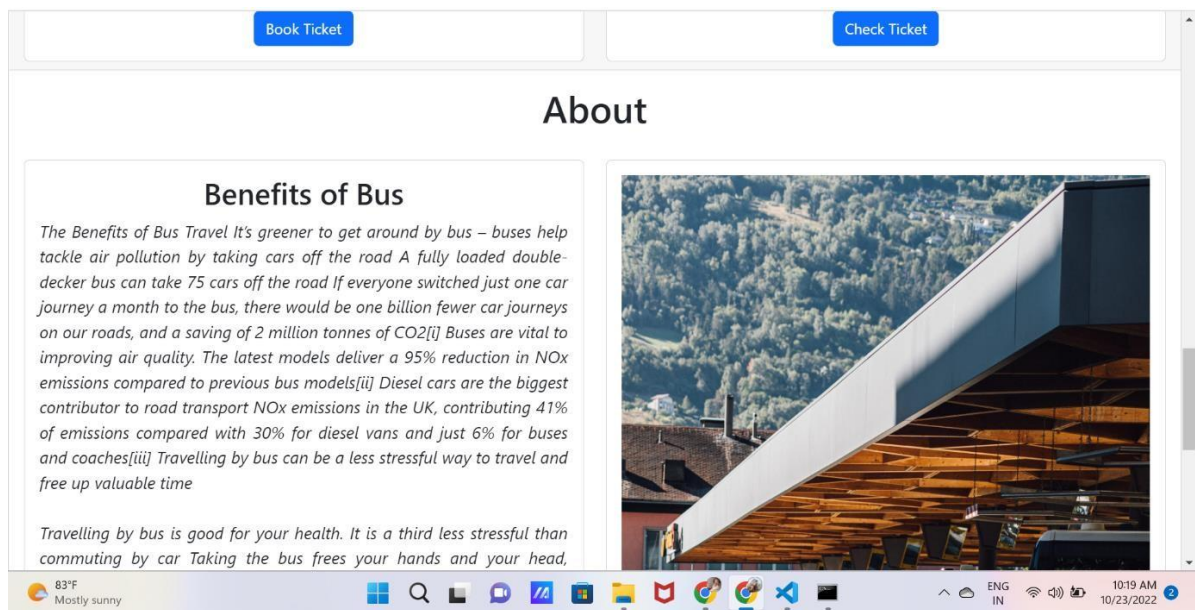 Book Ticket
Check Ticket
About
Benefits of Bus
The Benefits of Bus Travel It's greener to get around by bus – buses help
tackle air pollution by taking cars off the road A fully loaded double-
decker bus can take 75 cars off the road If everyone switched just one car
journey a month to the bus, there would be one billion fewer car journeys
on our roads, and a saving of 2 million tonnes of CO2[i] Buses are vital to
improving air quality. The latest models deliver a 95% reduction in NOx
emissions compared to previous bus models[ii] Diesel cars are the biggest
contributor to road transport NOx emissions in the UK, contributing 41%
of emissions compared with 30% for diesel vans and just 6% for buses
and coaches[iii] Travelling by bus can be a less stressful way to travel and
free up valuable time
Travelling by bus is good for your health. It is a third less stressful than
commuting by car Taking the bus frees your hands and your head,
83°F
Mostly sunny
ENG
IN
10:19 AM
10/23/2022
2